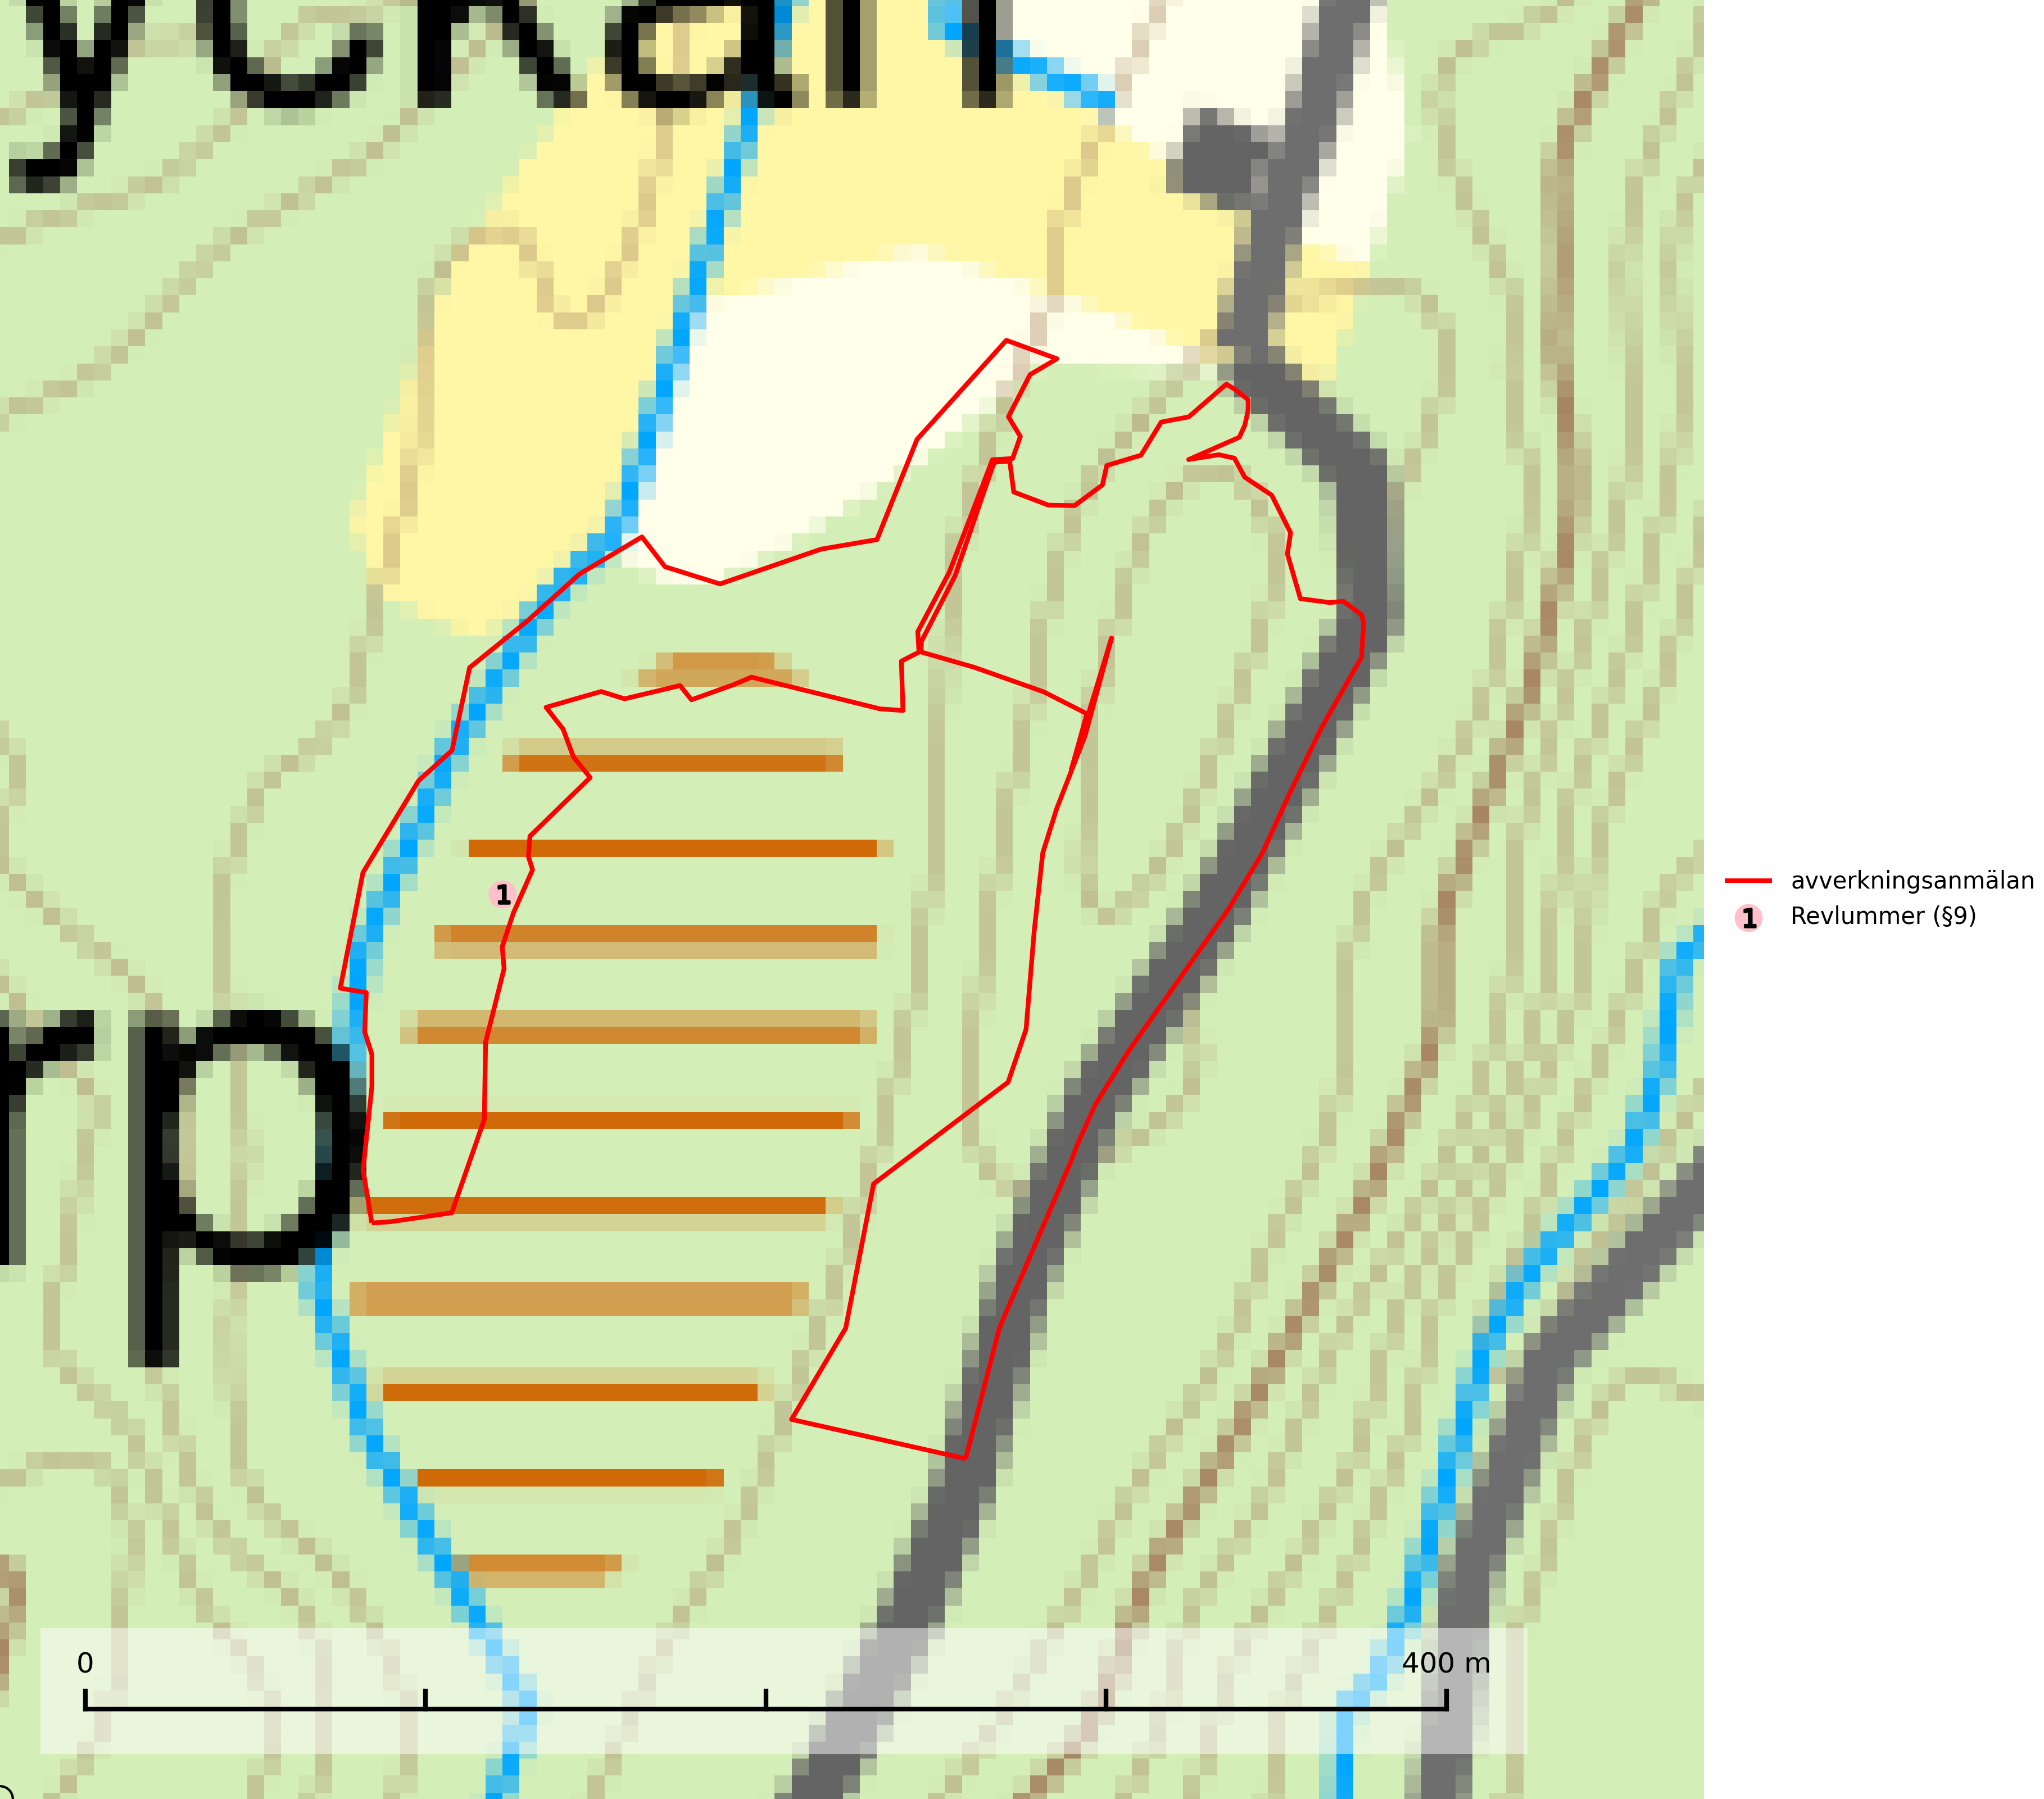 1
avverkningsanmälan
1 Revlummer (§9)
0 400 m